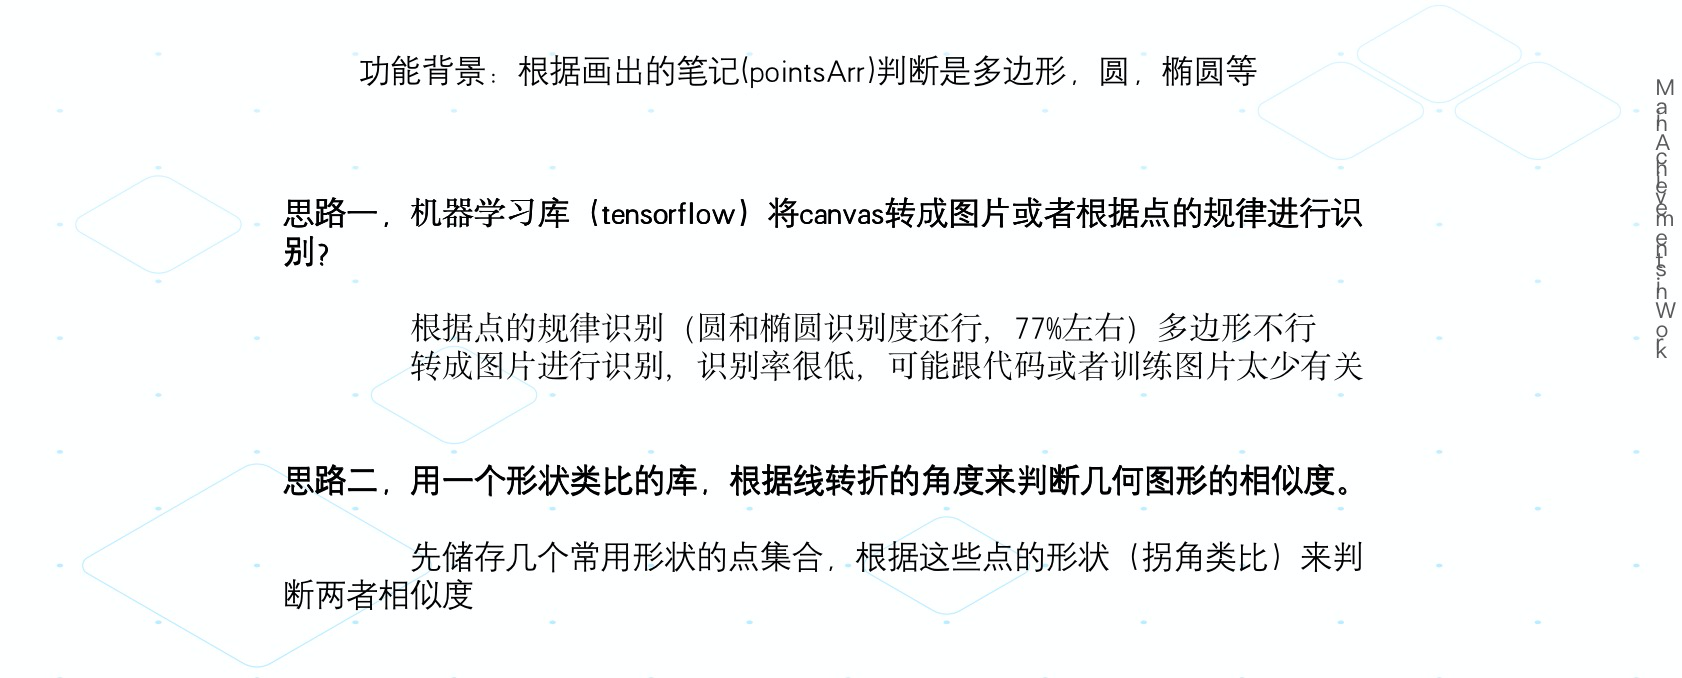 功能背景：根据画出的笔记(pointsArr)判断是多边形，圆，椭圆等
思路一，机器学习库（tensorflow）将canvas转成图片或者根据点的规律进行识
别？
根据点的规律识别（圆和椭圆识别度还行，77%左右）多边形不行
转成图片进行识别，识别率很低，可能跟代码或者训练图片太少有关
思路二，用一个形状类比的库，根据线转折的角度来判断几何图形的相似度。
先储存几个常用形状的点集合，根据这些点的形状（拐角类比）来判
断两者相似度